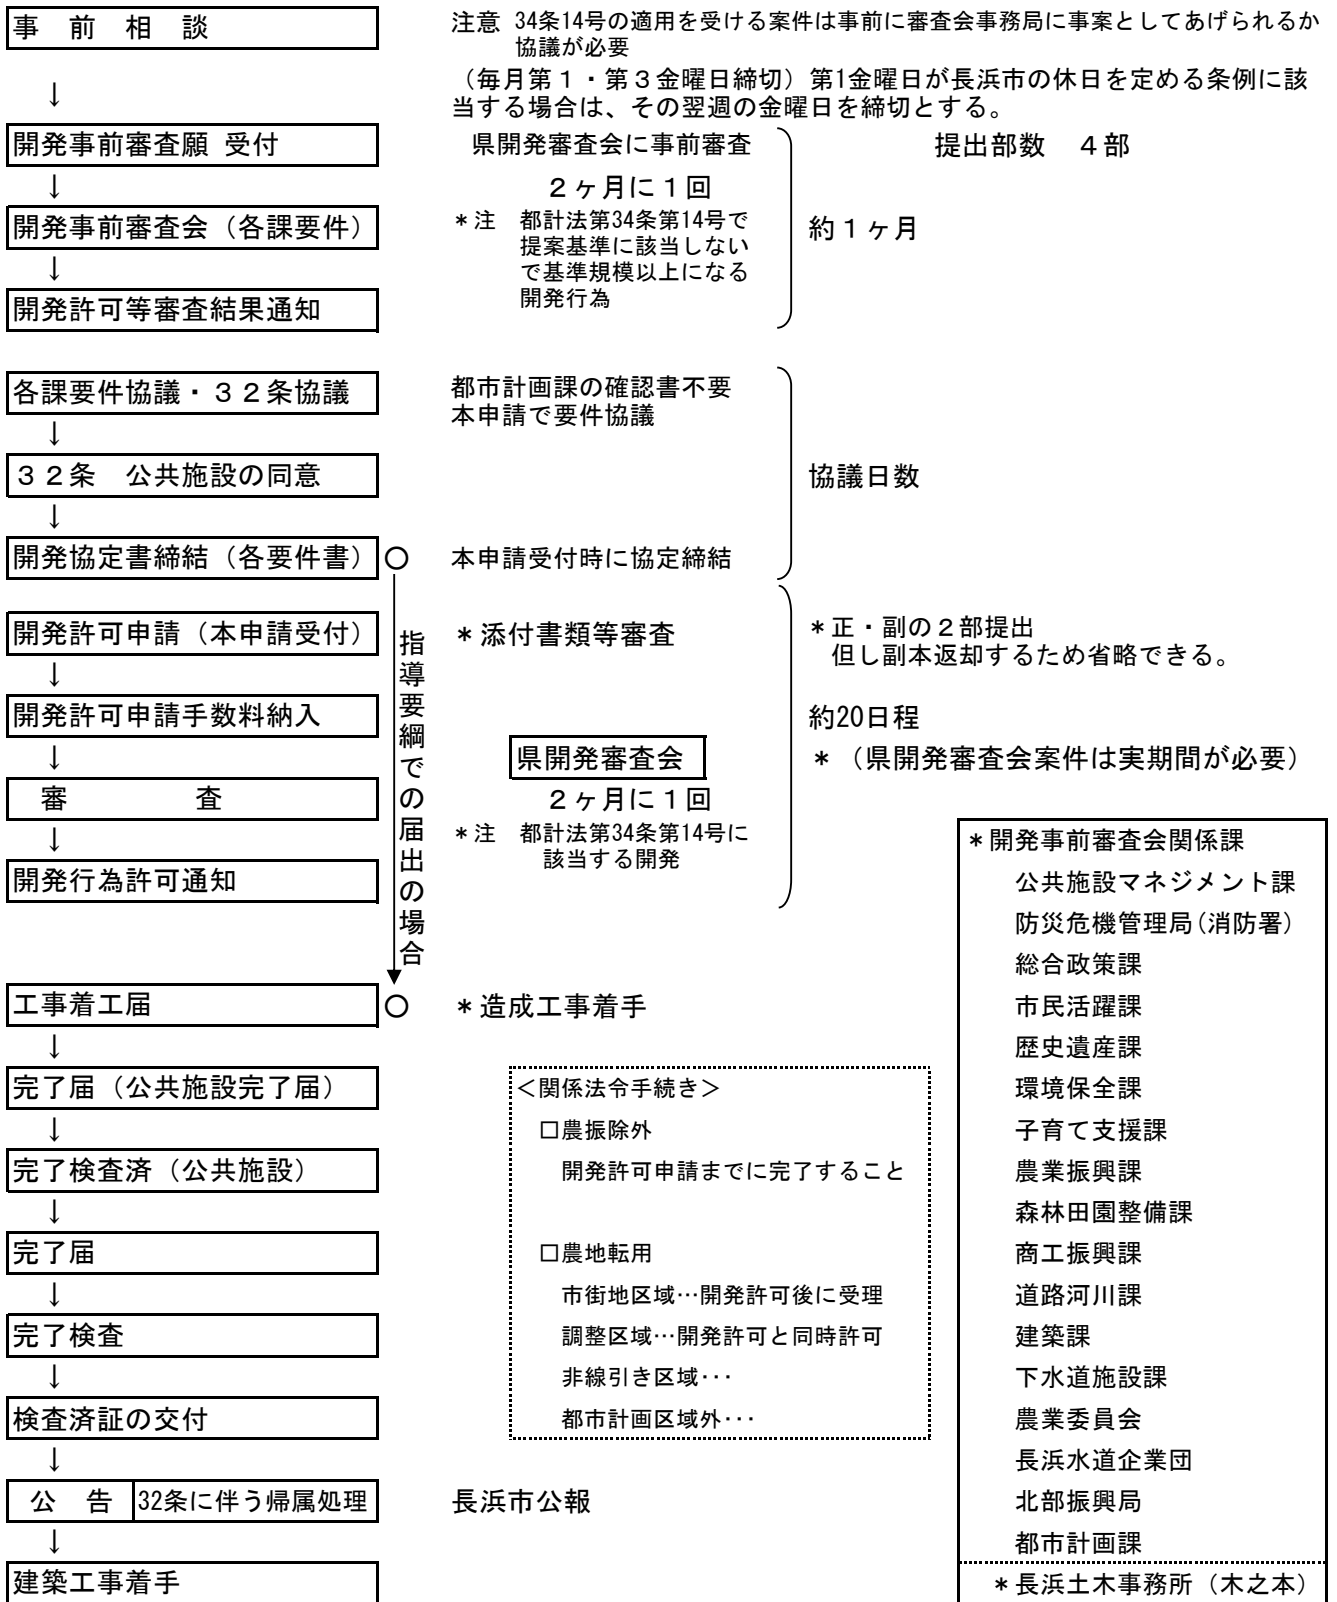 事　前　相　談
注意 34条14号の適用を受ける案件は事前に審査会事務局に事案としてあげられるか
協議が必要
（毎月第１・第３金曜日締切）第1金曜日が長浜市の休日を定める条例に該
当する場合は、その翌週の金曜日を締切とする。
↓
開発事前審査願 受付
県開発審査会に事前審査
提出部数　４部
↓
２ヶ月に１回
開発事前審査会（各課要件）
＊注　都計法第34条第14号で
提案基準に該当しない
で基準規模以上になる
開発行為
約１ヶ月
↓
開発許可等審査結果通知
各課要件協議・３２条協議
都市計画課の確認書不要
本申請で要件協議
↓
３２条　公共施設の同意
協議日数
↓
開発協定書締結（各要件書）
○
本申請受付時に協定締結
指導要綱での届出の場合
開発許可申請（本申請受付）
＊添付書類等審査
＊正・副の２部提出
但し副本返却するため省略できる。
↓
開発許可申請手数料納入
約20日程
↓
県開発審査会
＊（県開発審査会案件は実期間が必要）
審　　　　査
２ヶ月に１回
↓
＊注　都計法第34条第14号に
該当する開発
開発行為許可通知
工事着工届
○
＊造成工事着手
↓
完了届（公共施設完了届）
↓
完了検査済（公共施設）
↓
完了届
↓
完了検査
↓
検査済証の交付
↓
公　告
32条に伴う帰属処理
長浜市公報
↓
建築工事着手
＜関係法令手続き＞
□農振除外
開発許可申請までに完了すること
□農地転用
市街地区域…開発許可後に受理
調整区域…開発許可と同時許可
非線引き区域･･･
都市計画区域外･･･
＊開発事前審査会関係課
公共施設マネジメント課
防災危機管理局(消防署)
総合政策課
市民活躍課
歴史遺産課
環境保全課
子育て支援課
農業振興課
森林田園整備課
商工振興課
道路河川課
建築課
下水道施設課
農業委員会
長浜水道企業団
北部振興局
都市計画課
＊長浜土木事務所（木之本）